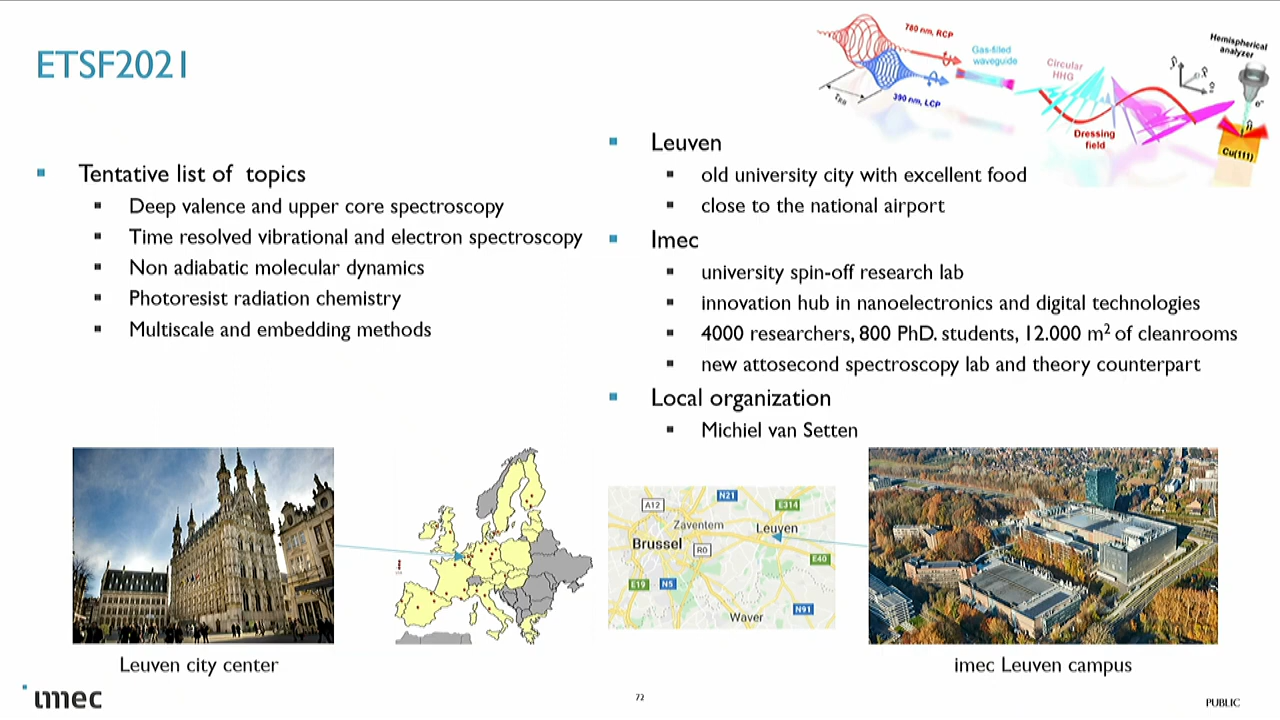 ETSF2021
Tentative list of topics
Deep valence and upper core spectroscopy
Time resolved vibrational and electron spectroscopy
Non adiabatic molecular dynamics
Photoresist radiation chemistry
Multiscale and embedding methods
780 nm, RCP
390 nm, LCP
Gas-filled
waveguide
Circular
HHG
Dressing
field
Hemispherical
analyzer
e⁻
Cu(111)
Leuven
old university city with excellent food
close to the national airport
Imec
university spin-off research lab
innovation hub in nanoelectronics and digital technologies
4000 researchers, 800 PhD. students, 12.000 m² of cleanrooms
new attosecond spectroscopy lab and theory counterpart
Local organization
Michiel van Setten
A12
N21
E314
Zaventem
Leuven
Brussel
R0
E40
E19
N5
N91
Waver
Leuven city center
imec Leuven campus
imec
72
PUBLIC